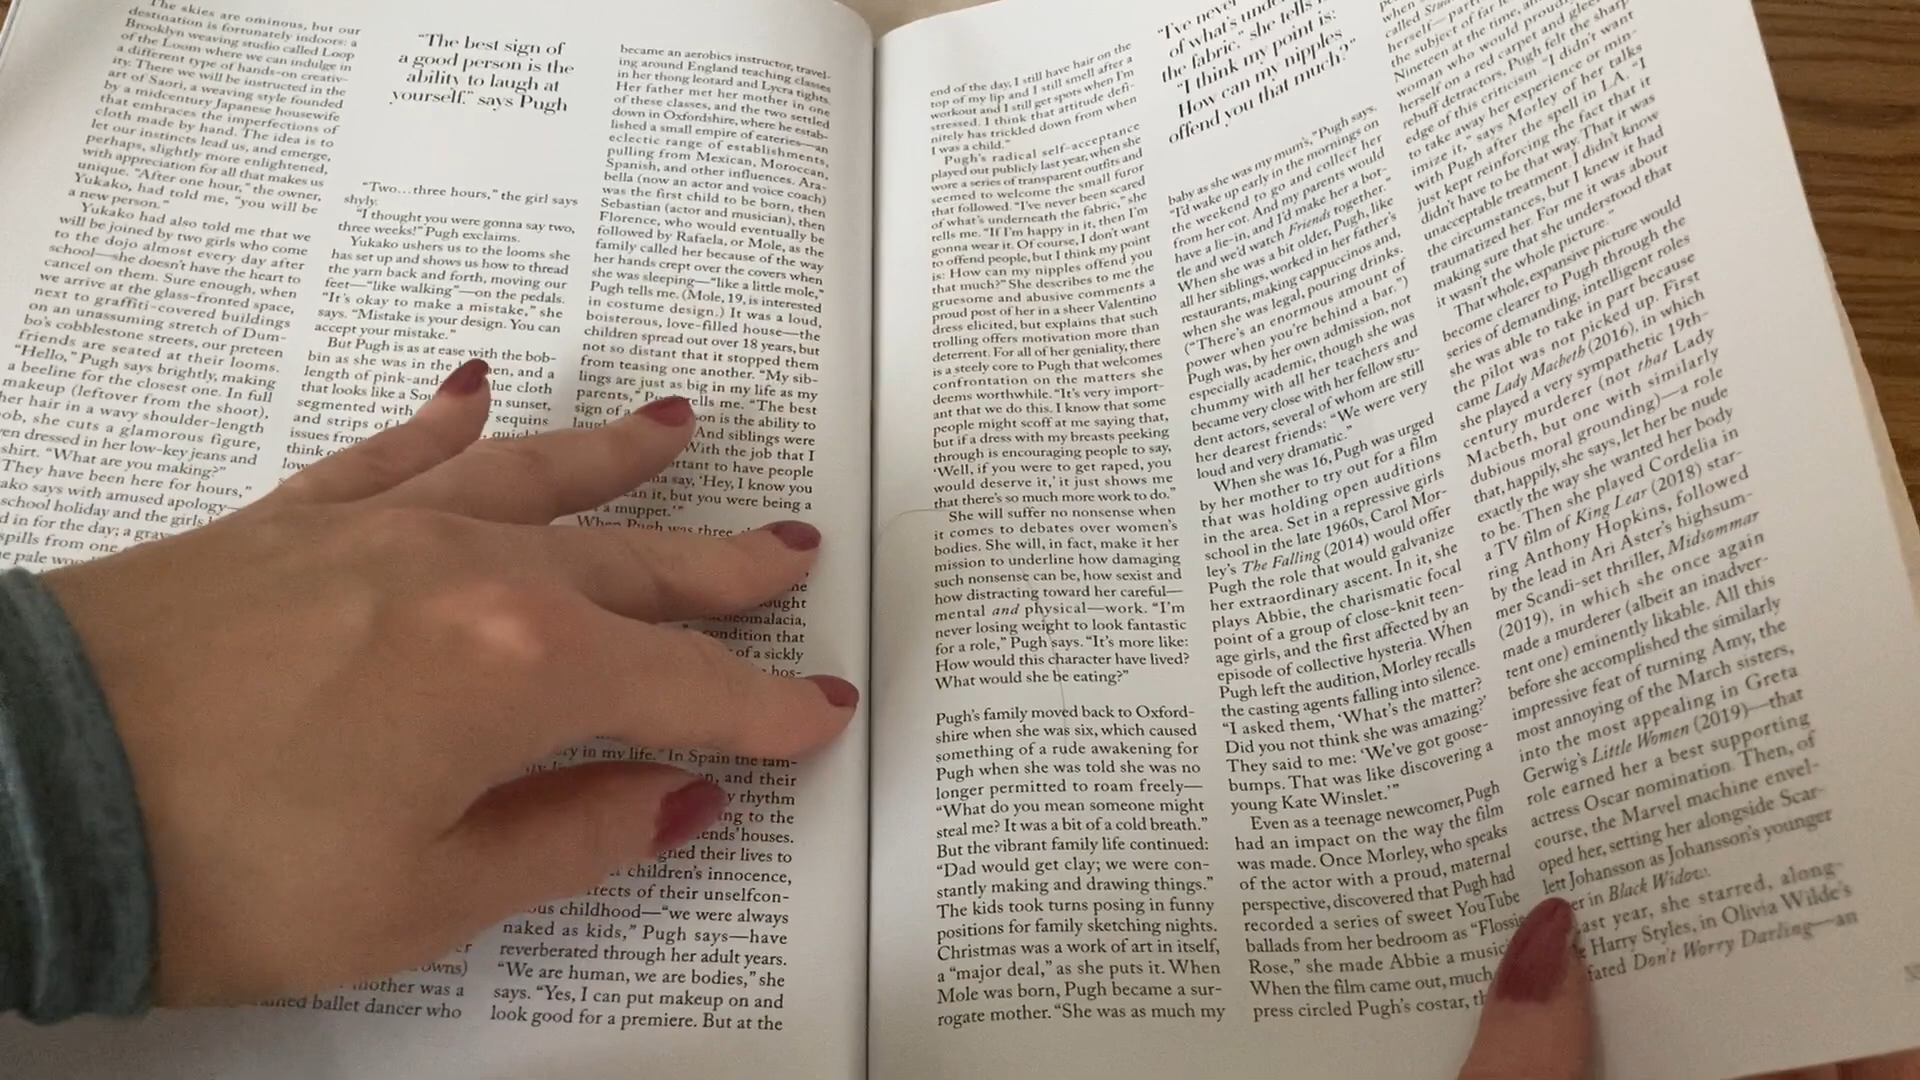 The skies are ominous, but our
destination is fortunately indoors: a
Brooklyn weaving studio called Loop
of the Loom where we can indulge in
a different type of hands-on creativ-
ity. There we will be instructed in the
art of Saori, a weaving style founded
by a midcentury Japanese housewife
that embraces the imperfections of
cloth made by hand. The idea is to
let our instincts lead us, and emerge,
perhaps, slightly more enlightened,
with appreciation for all that makes us
unique. “After one hour,” the owner,
Yukako, had told me, “you will be
a new person.”
Yukako had also told me that we
will be joined by two girls who come
to the dojo almost every day after
school—she doesn’t have the heart to
cancel on them. Sure enough, when
we arrive at the glass-fronted space,
next to graffiti-covered buildings
on an unassuming stretch of Dum-
bo’s cobblestone streets, our preteen
friends are seated at their looms.
“Hello,” Pugh says brightly, making
a beeline for the closest one. In full
makeup (leftover from the shoot),
her hair in a wavy shoulder-length
bob, she cuts a glamorous figure,
dressed in her low-key jeans and
shirt. “What are you making?”
They have been here for hours,”
says with amused apology—
school holiday and the girls
in for the day; a
spills from one
pale
“The best sign of
a good person is the
ability to laugh at
yourself,” says Pugh
“Two…three hours,” the girl says
shyly.
“I thought you were gonna say two,
three weeks!” Pugh exclaims.
Yukako ushers us to the looms she
has set up and shows us how to thread
the yarn back and forth, moving our
feet—“like walking”—on the pedals.
“It’s okay to make a mistake,” she
says. “Mistake is your design. You can
accept your mistake.”
But Pugh is as at ease with the bob-
bin as she was in the and a
length of pink-and- cloth
that looks like a sunset,
segmented with sequins
and strips of
issues from
think
owns)
mother was a
ballet dancer who
became an aerobics instructor, travel-
ing around England teaching classes
in her thong leotard and Lycra tights.
Her father met her mother in one
of these classes, and the two settled
down in Oxfordshire, where he estab-
lished a small empire of eateries—an
eclectic range of establishments,
pulling from Mexican, Moroccan,
Spanish, and other influences. Ara-
bella (now an actor and voice coach)
was the first child to be born, then
Sebastian (actor and musician), then
Florence, who would eventually be
followed by Rafaela, or Mole, as the
family called her because of the way
her hands crept over the covers when
she was sleeping—“like a little mole,”
Pugh tells me. (Mole, 19, is interested
in costume design.) It was a loud,
boisterous, love-filled house—the
children spread out over 18 years, but
not so distant that it stopped them
from teasing one another. “My sib-
lings are just as big in my life as my
parents,” tells me. “The best
sign of a is the ability to
And siblings were
With the job that I
to have people
say, ‘Hey, I know you
it, but you were being a
a muppet.’”
When Pugh was three
condition that
of a sickly
hos-
in my life.” In Spain the fam-
and their
rhythm
to the
houses.
their lives to
children’s innocence,
of their unselfcon-
childhood—“we were always
naked as kids,” Pugh says—have
reverberated through her adult years.
“We are human, we are bodies,” she
says. “Yes, I can put makeup on and
look good for a premiere. But at the
end of the day, I still have hair on the
top of my lip and I still smell after a
workout and I still get spots when I’m
stressed. I think that attitude defi-
nitely has trickled down from when
I was a child.”
Pugh’s radical self-acceptance
played out publicly last year, when she
wore a series of transparent outfits and
seemed to welcome the small furor
that followed. “I’ve never been scared
of what’s underneath the fabric,” she
tells me. “If I’m happy in it, then I’m
gonna wear it. Of course, I don’t want
to offend people, but I think my point
is: How can my nipples offend you
that much?” She describes to me the
gruesome and abusive comments a
proud post of her in a sheer Valentino
dress elicited, but explains that such
trolling offers motivation more than
deterrent. For all of her geniality, there
is a steely core to Pugh that welcomes
confrontation on the matters she
deems worthwhile. “It’s very import-
ant that we do this. I know that some
people might scoff at me saying that,
but if a dress with my breasts peeking
through is encouraging people to say,
‘Well, if you were to get raped, you
would deserve it,’ it just shows me
that there’s so much more work to do.”
She will suffer no nonsense when
it comes to debates over women’s
bodies. She will, in fact, make it her
mission to underline how damaging
such nonsense can be, how sexist and
how distracting toward her careful—
mental and physical—work. “I’m
never losing weight to look fantastic
for a role,” Pugh says. “It’s more like:
How would this character have lived?
What would she be eating?”
Pugh’s family moved back to Oxford-
shire when she was six, which caused
something of a rude awakening for
Pugh when she was told she was no
longer permitted to roam freely—
“What do you mean someone might
steal me? It was a bit of a cold breath.”
But the vibrant family life continued:
“Dad would get clay; we were con-
stantly making and drawing things.”
The kids took turns posing in funny
positions for family sketching nights.
Christmas was a work of art in itself,
a “major deal,” as she puts it. When
Mole was born, Pugh became a sur-
rogate mother. “She was as much my
“I’ve never
of what’s under
the fabric,” she tells
“I think my point is:
How can my nipples
offend you that much?”
baby as she was my mum’s,” Pugh says.
“I’d wake up early in the mornings on
the weekend to go and collect her
from her cot. And my parents would
have a lie-in, and I’d make her a bot-
tle and we’d watch Friends together.”
When she was a bit older, Pugh, like
all her siblings, worked in her father’s
restaurants, making cappuccinos and,
when she was legal, pouring drinks.
(“There’s an enormous amount of
power when you’re behind a bar.”)
Pugh was, by her own admission, not
especially academic, though she was
chummy with all her teachers and
became very close with her fellow stu-
dent actors, several of whom are still
her dearest friends: “We were very
loud and very dramatic.”
When she was 16, Pugh was urged
by her mother to try out for a film
that was holding open auditions
in the area. Set in a repressive girls
school in the late 1960s, Carol Mor-
ley’s The Falling (2014) would offer
Pugh the role that would galvanize
her extraordinary ascent. In it, she
plays Abbie, the charismatic focal
point of a group of close-knit teen-
age girls, and the first affected by an
episode of collective hysteria. When
Pugh left the audition, Morley recalls
the casting agents falling into silence.
“I asked them, ‘What’s the matter?
Did you not think she was amazing?’
They said to me: ‘We’ve got goose-
bumps. That was like discovering a
young Kate Winslet.’”
Even as a teenage newcomer, Pugh
had an impact on the way the film
was made. Once Morley, who speaks
of the actor with a proud, maternal
perspective, discovered that Pugh had
recorded a series of sweet YouTube
ballads from her bedroom as “Flossie
Rose,” she made Abbie a
When the film came out, much
press circled Pugh’s costar,
when
called
herself—
the subject of far
Nineteen at the time,
woman who would proudly
herself on a red carpet and
rebuff detractors, Pugh felt the sharp
edge of this criticism. “I didn’t want
to take away her experience or min-
imize it,” says Morley of her talks
with Pugh after the spell in L.A. “I
just kept reinforcing the fact that it
didn’t have to be that way. That it was
unacceptable treatment. I didn’t know
the circumstances, but I knew it had
traumatized her. For me it was about
making sure that she understood that
it wasn’t the whole picture.”
That whole, expansive picture would
become clearer to Pugh through the
series of demanding, intelligent roles
she was able to take in part because
the pilot was not picked up. First
came Lady Macbeth (2016), in which
she played a very sympathetic 19th-
century murderer (not that Lady
Macbeth, but one with similarly
dubious moral grounding)—a role
that, happily, she says, let her be nude
exactly the way she wanted her body
to be. Then she played Cordelia in
a TV film of King Lear (2018) star-
ring Anthony Hopkins, followed
by the lead in Ari Aster’s highsum-
mer Scandi-set thriller, Midsommar
(2019), in which she once again
made a murderer (albeit an inadver-
tent one) eminently likable. All this
before she accomplished the similarly
impressive feat of turning Amy, the
most annoying of the March sisters,
into the most appealing in Greta
Gerwig’s Little Women (2019)—that
role earned her a best supporting
actress Oscar nomination. Then, of
course, the Marvel machine envel-
oped her, setting her alongside Scar-
lett Johansson as Johansson’s younger
in Black Widow.
last year, she starred, along-
Harry Styles, in Olivia Wilde’s
fated Don’t Worry Darling—an